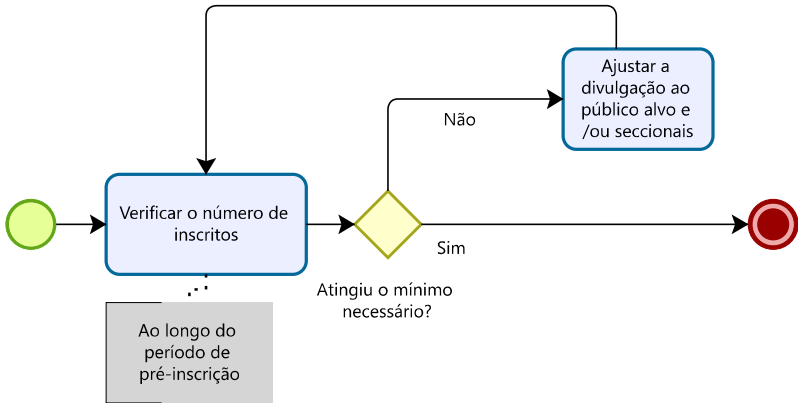 Ajustar a
divulgação ao
público alvo e
/ou seccionais
Não
Verificar o número de
inscritos
Sim
Atingiu o mínimo
necessário?
Ao longo do
período de
pré-inscrição